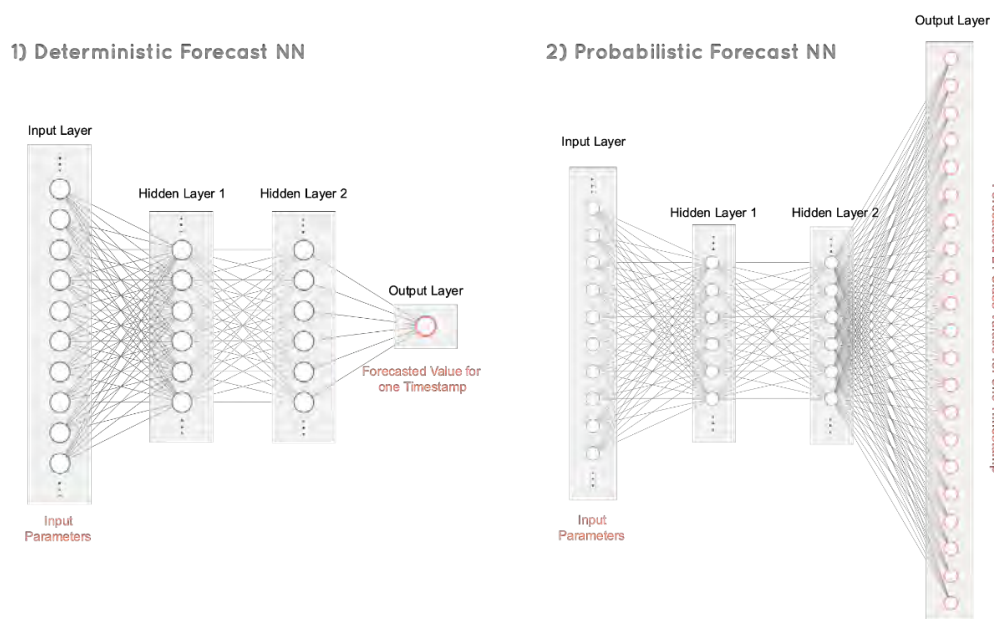 1) Deterministic Forecast NN
Input Layer
Hidden Layer 1
Hidden Layer 2
Output Layer
Forecasted Value for
one Timestamp
Input
Parameters
2) Probabilistic Forecast NN
Input Layer
Hidden Layer 1
Hidden Layer 2
Output Layer
Input
Parameters